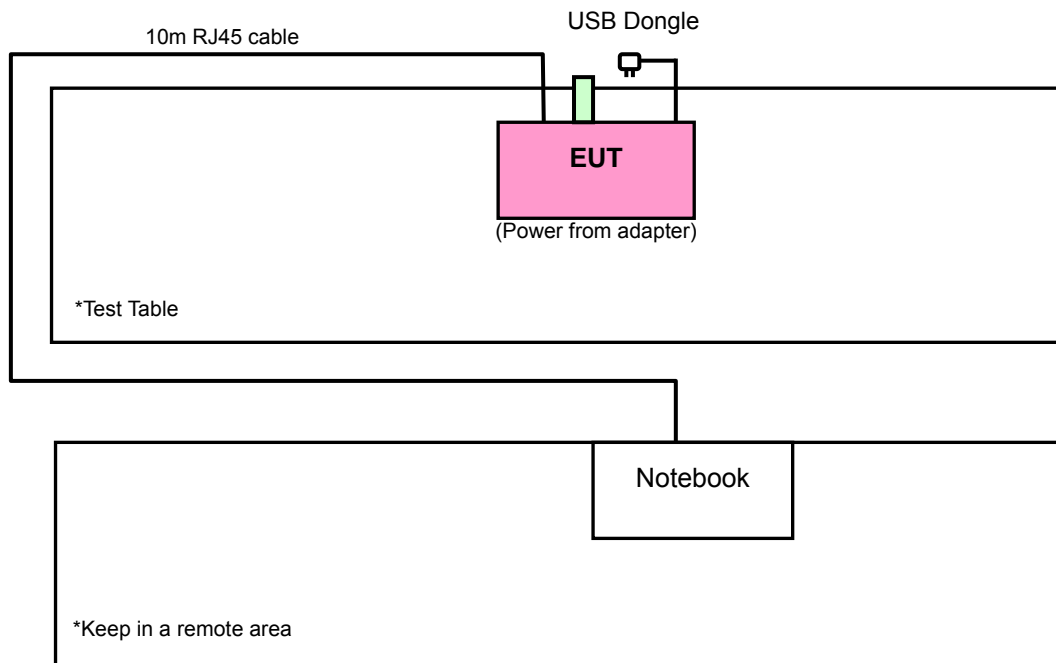 USB Dongle
10m RJ45 cable
EUT
(Power from adapter)
*Test Table
Notebook
*Keep in a remote area